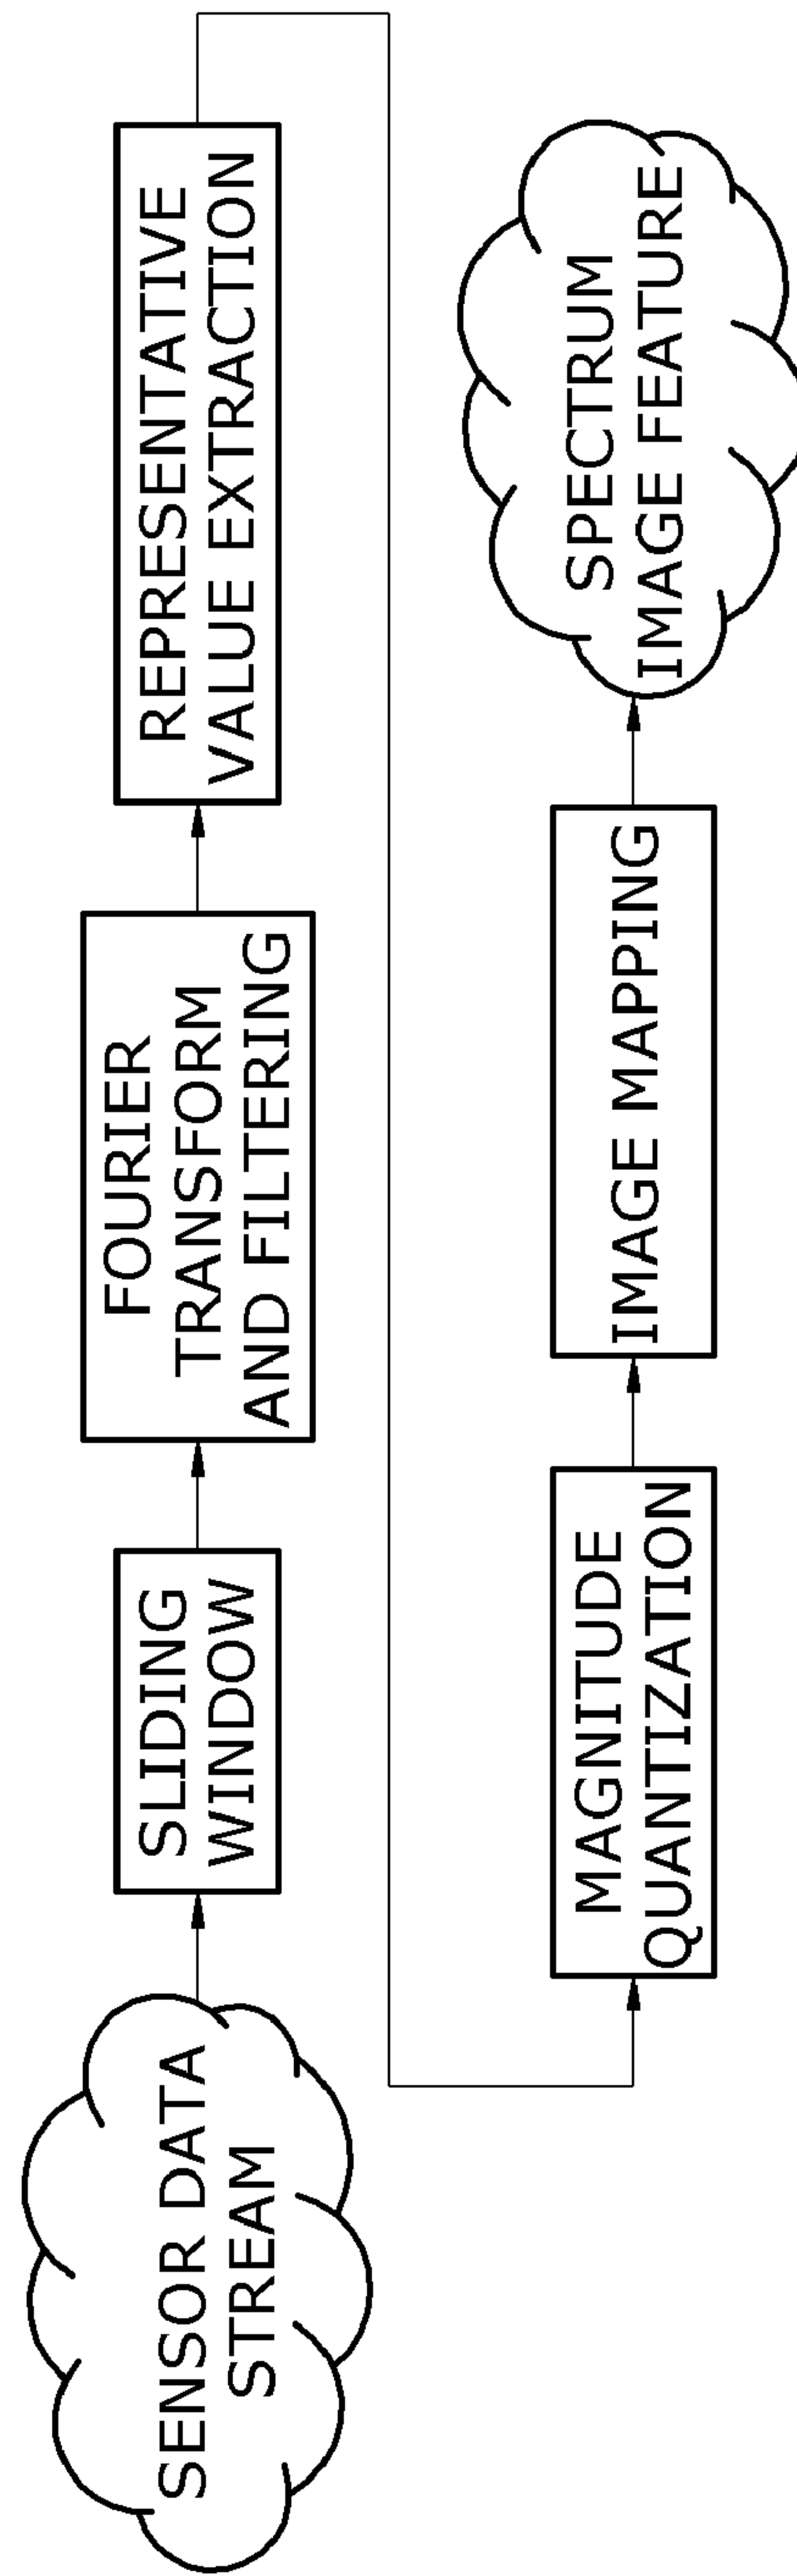 SENSOR DATA
STREAM
SLIDING
WINDOW
FOURIER
TRANSFORM
AND FILTERING
REPRESENTATIVE
VALUE EXTRACTION
MAGNITUDE
QUANTIZATION
IMAGE MAPPING
SPECTRUM
IMAGE FEATURE